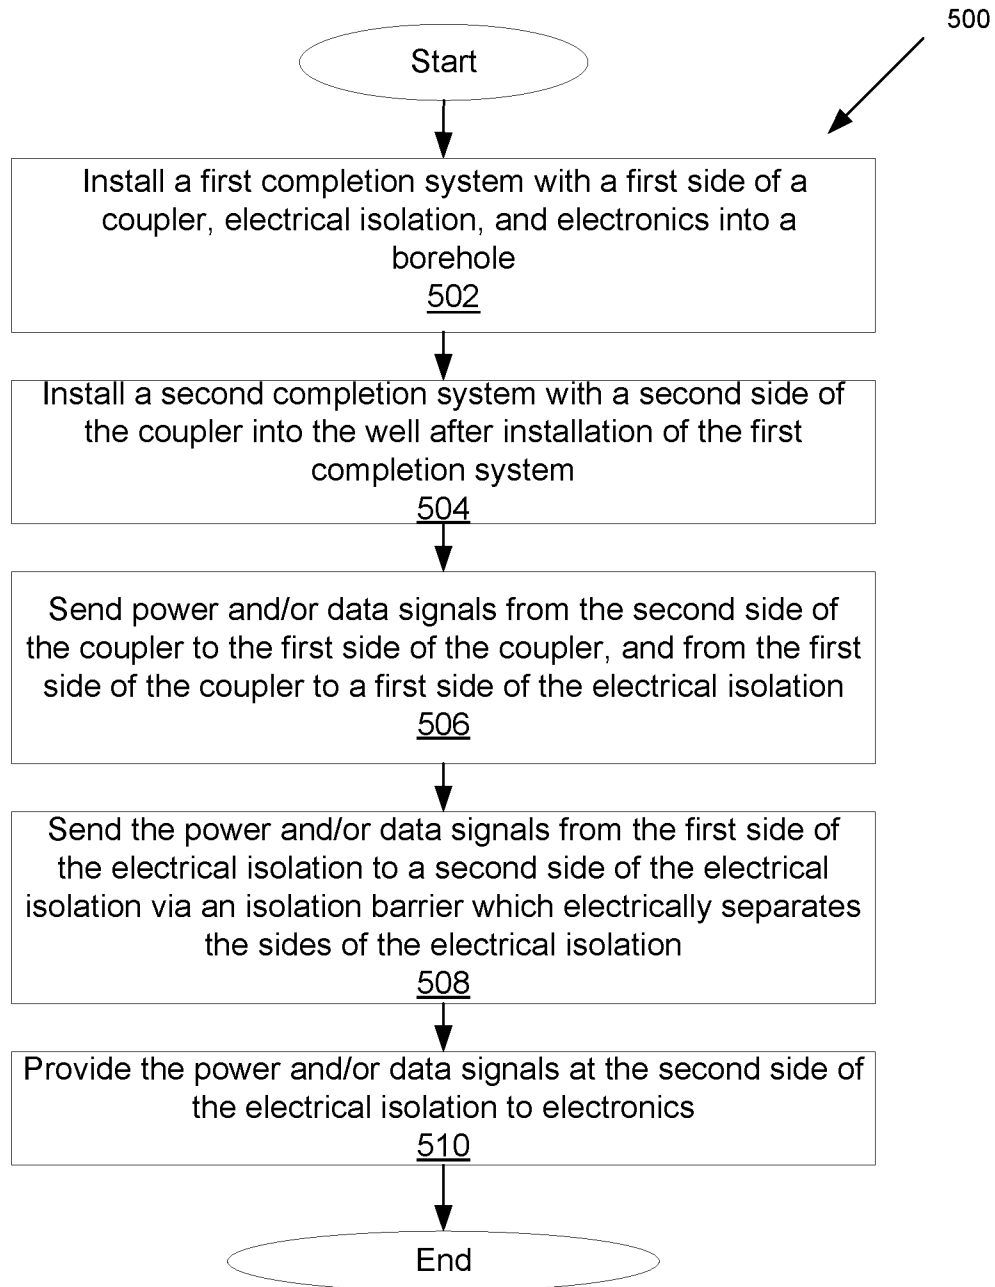 500
Start
Install a first completion system with a first side of a
coupler, electrical isolation, and electronics into a
borehole
502
Install a second completion system with a second side of
the coupler into the well after installation of the first
completion system
504
Send power and/or data signals from the second side of
the coupler to the first side of the coupler, and from the first
side of the coupler to a first side of the electrical isolation
506
Send the power and/or data signals from the first side of
the electrical isolation to a second side of the electrical
isolation via an isolation barrier which electrically separates
the sides of the electrical isolation
508
Provide the power and/or data signals at the second side of
the electrical isolation to electronics
510
End